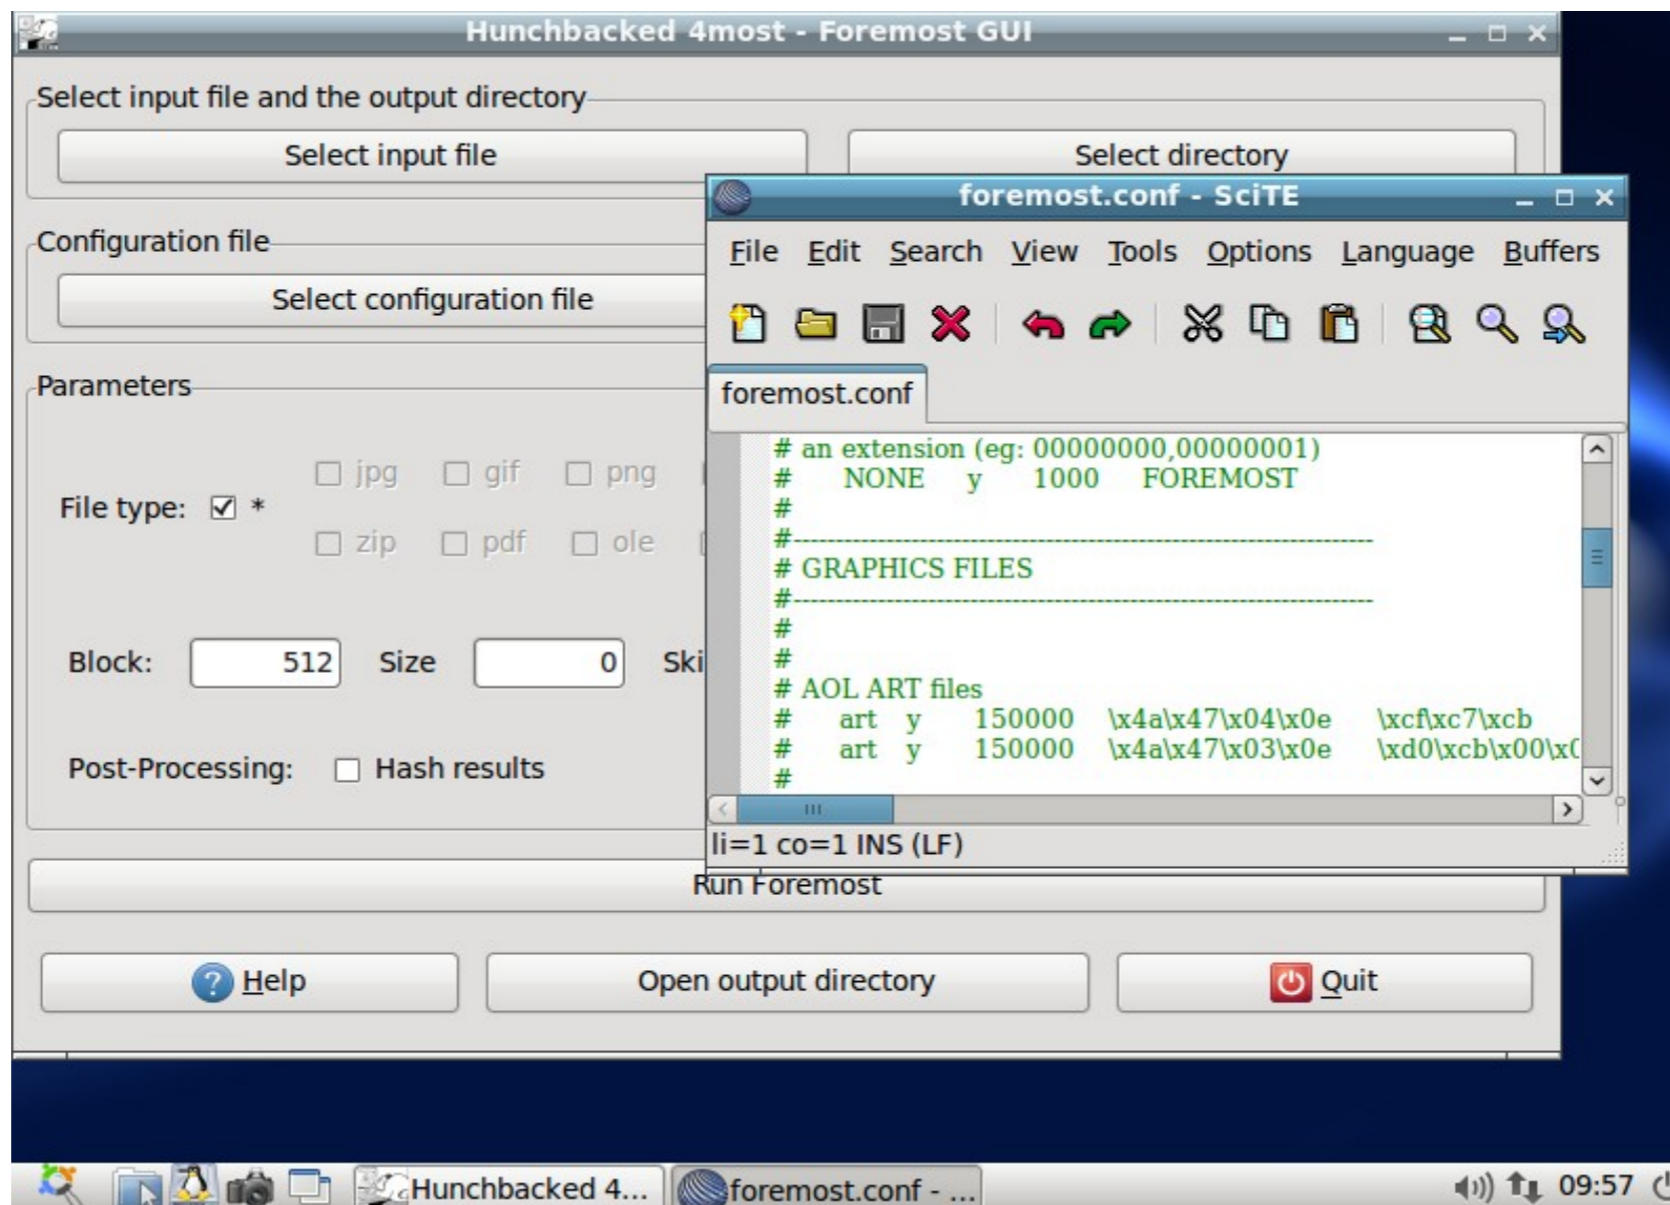 Hunchbacked 4most - Foremost GUI
Select input file and the output directory
Select input file
Select directory
Configuration file
Select configuration file
Parameters
File type: * jpg gif png
zip pdf ole
Block: 512 Size 0
Post-Processing: Hash results
foremost.conf - SciTE
File Edit Search View Tools Options Language Buffers
foremost.conf
# an extension (eg: 00000000,00000001)
# NONE y 1000 FOREMOST
#
#----------------------------------------------------------------------
# GRAPHICS FILES
#----------------------------------------------------------------------
#
#
# AOL ART files
# art y 150000 \x4a\x47\x04\x0e \xcf\xc7\xcb
# art y 150000 \x4a\x47\x03\x0e \xd0\xcb\x00\x0
#
li=1 co=1 INS (LF)
Run Foremost
Help Open output directory Quit
Hunchbacked 4... foremost.conf - ... 09:57